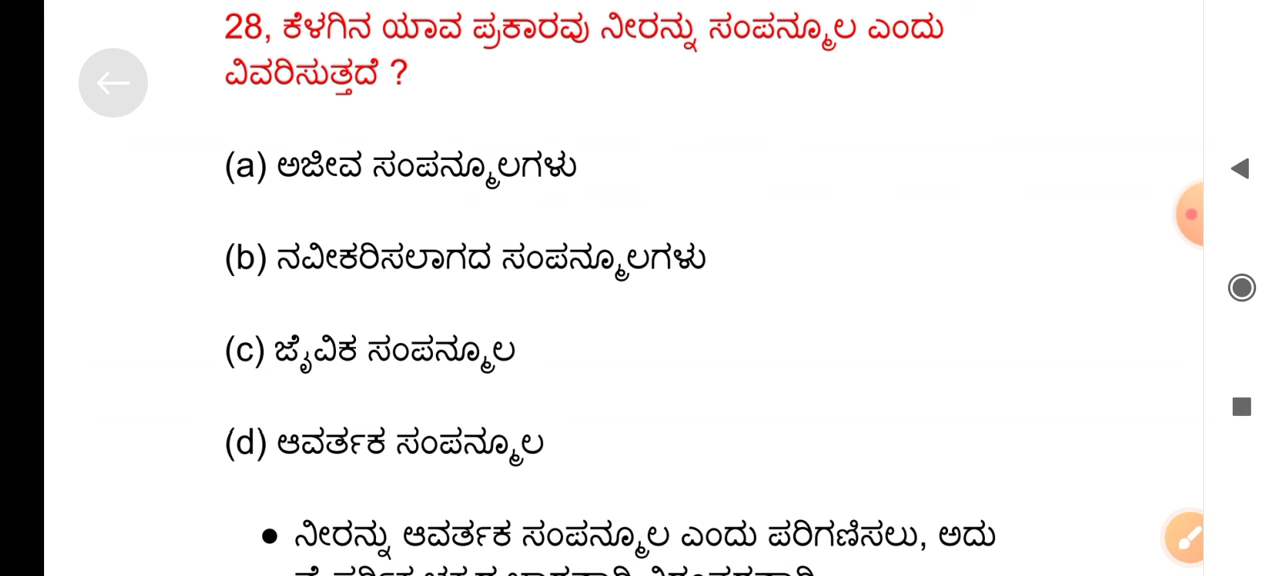 28, ಕೆಳಗಿನ ಯಾವ ಪ್ರಕಾರವು ನೀರನ್ನು ಸಂಪನ್ಮೂಲ ಎಂದು
ವಿವರಿಸುತ್ತದೆ ?
(a) ಅಜೀವ ಸಂಪನ್ಮೂಲಗಳು
(b) ನವೀಕರಿಸಲಾಗದ ಸಂಪನ್ಮೂಲಗಳು
(c) ಜೈವಿಕ ಸಂಪನ್ಮೂಲ
(d) ಆವರ್ತಕ ಸಂಪನ್ಮೂಲ
● ನೀರನ್ನು ಆವರ್ತಕ ಸಂಪನ್ಮೂಲ ಎಂದು ಪರಿಗಣಿಸಲು, ಅದು